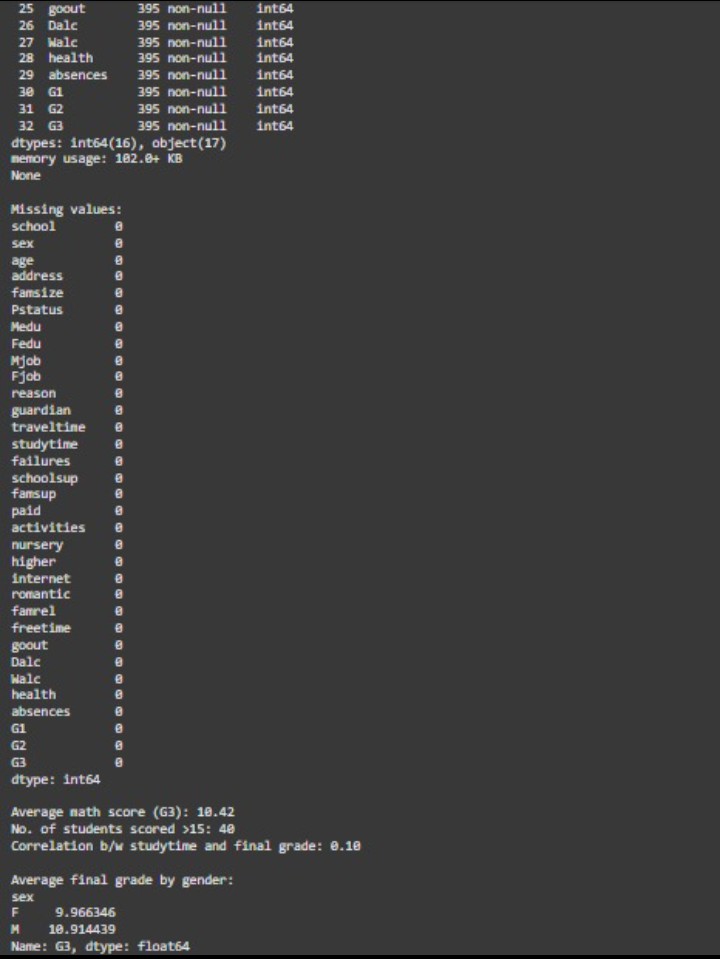 25  goout       395 non-null    int64
26  Dalc        395 non-null    int64
27  Walc        395 non-null    int64
28  health      395 non-null    int64
29  absences    395 non-null    int64
30  G1          395 non-null    int64
31  G2          395 non-null    int64
32  G3          395 non-null    int64
dtypes: int64(16), object(17)
memory usage: 102.0+ KB
None
Missing values:
school        0
sex           0
age           0
address       0
famsize       0
Pstatus       0
Medu          0
Fedu          0
Mjob          0
Fjob          0
reason        0
guardian      0
traveltime    0
studytime     0
failures      0
schoolsup     0
famsup        0
paid          0
activities    0
nursery       0
higher        0
internet      0
romantic      0
famrel        0
freetime      0
goout         0
Dalc          0
Walc          0
health        0
absences      0
G1            0
G2            0
G3            0
dtype: int64
Average math score (G3): 10.42
No. of students scored >15: 40
Correlation b/w studytime and final grade: 0.10
Average final grade by gender:
sex
F     9.966346
M    10.914439
Name: G3, dtype: float64